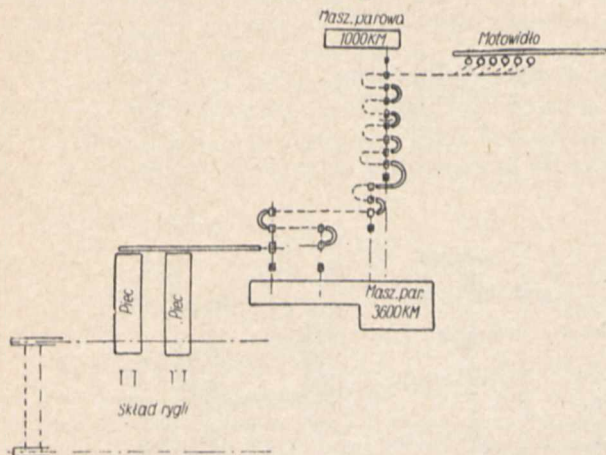 Masz. parowa
1000KM
Motowidło
Piec
Piec
Masz. par.
3600KM
Skład rygli